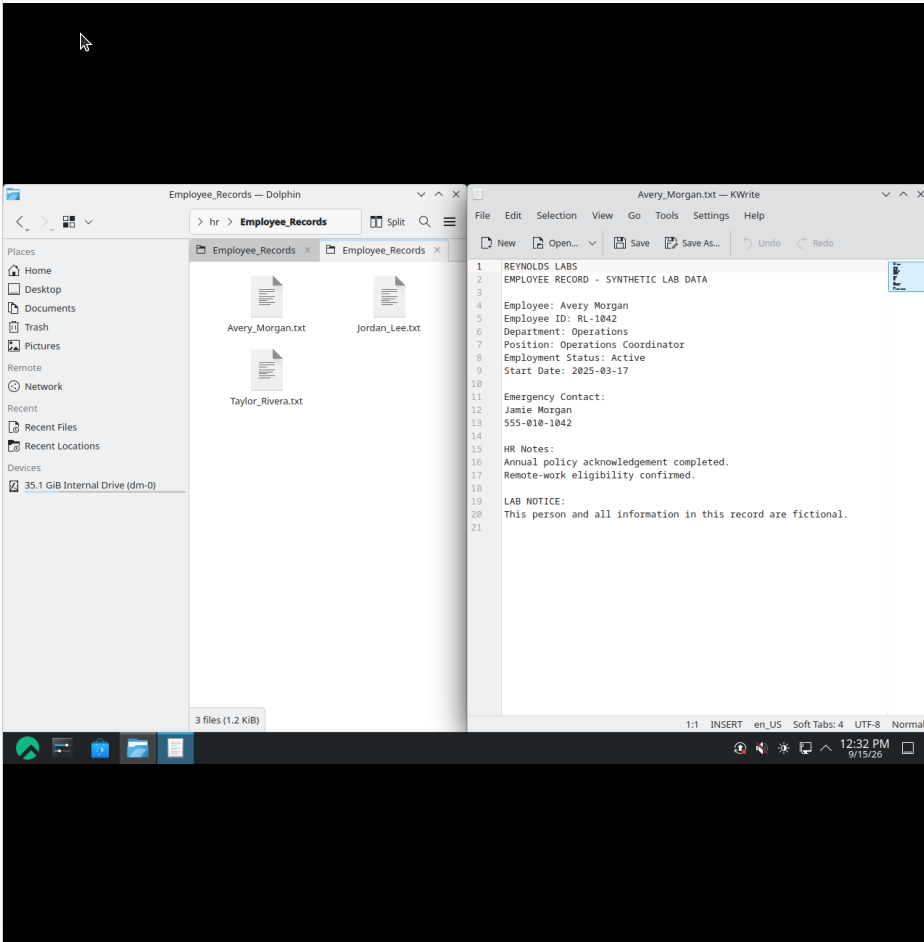 Employee_Records — Dolphin
hr
Employee_Records
Split
Places
Home
Desktop
Documents
Trash
Pictures
Remote
Network
Recent
Recent Files
Recent Locations
Devices
35.1 GiB Internal Drive (dm-0)
Employee_Records
Employee_Records
Avery_Morgan.txt
Jordan_Lee.txt
Taylor_Rivera.txt
3 files (1.2 KiB)
Avery_Morgan.txt — KWrite
File Edit Selection View Go Tools Settings Help
New Open... Save Save As... Undo Redo
1 REYNOLDS LABS
2 EMPLOYEE RECORD - SYNTHETIC LAB DATA
3
4 Employee: Avery Morgan
5 Employee ID: RL-1042
6 Department: Operations
7 Position: Operations Coordinator
8 Employment Status: Active
9 Start Date: 2025-03-17
10
11 Emergency Contact:
12 Jamie Morgan
13 555-010-1042
14
15 HR Notes:
16 Annual policy acknowledgement completed.
17 Remote-work eligibility confirmed.
18
19 LAB NOTICE:
20 This person and all information in this record are fictional.
21
1:1 INSERT en_US Soft Tabs: 4 UTF-8 Normal
12:32 PM
9/15/26